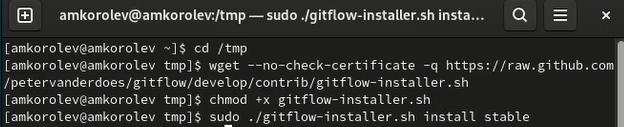 amkorolev@amkorolev:/tmp — sudo ./gitflow-installer.sh insta...
[amkorolev@amkorolev ~]$ cd /tmp
[amkorolev@amkorolev tmp]$ wget --no-check-certificate -q https://raw.github.com
/petervanderdoes/gitflow/develop/contrib/gitflow-installer.sh
[amkorolev@amkorolev tmp]$ chmod +x gitflow-installer.sh
[amkorolev@amkorolev tmp]$ sudo ./gitflow-installer.sh install stable